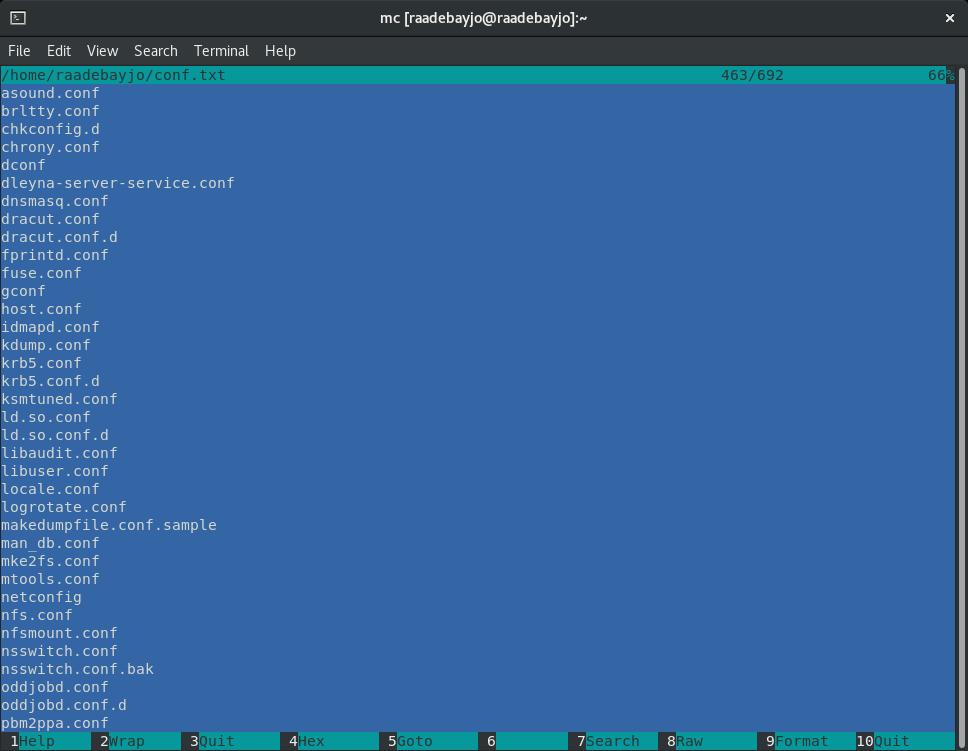 mc [raadebayjo@raadebayjo]:~
File Edit View Search Terminal Help
/home/raadebayjo/conf.txt 463/692 66%
asound.conf
brltty.conf
chkconfig.d
chrony.conf
dconf
dleyna-server-service.conf
dnsmasq.conf
dracut.conf
dracut.conf.d
fprintd.conf
fuse.conf
gconf
host.conf
idmapd.conf
kdump.conf
krb5.conf
krb5.conf.d
ksmtuned.conf
ld.so.conf
ld.so.conf.d
libaudit.conf
libuser.conf
locale.conf
logrotate.conf
makedumpfile.conf.sample
man_db.conf
mke2fs.conf
mtools.conf
netconfig
nfs.conf
nfsmount.conf
nsswitch.conf
nsswitch.conf.bak
oddjobd.conf
oddjobd.conf.d
pbm2ppa.conf
1Help 2Wrap 3Quit 4Hex 5Goto 6 7Search 8Raw 9Format 10Quit